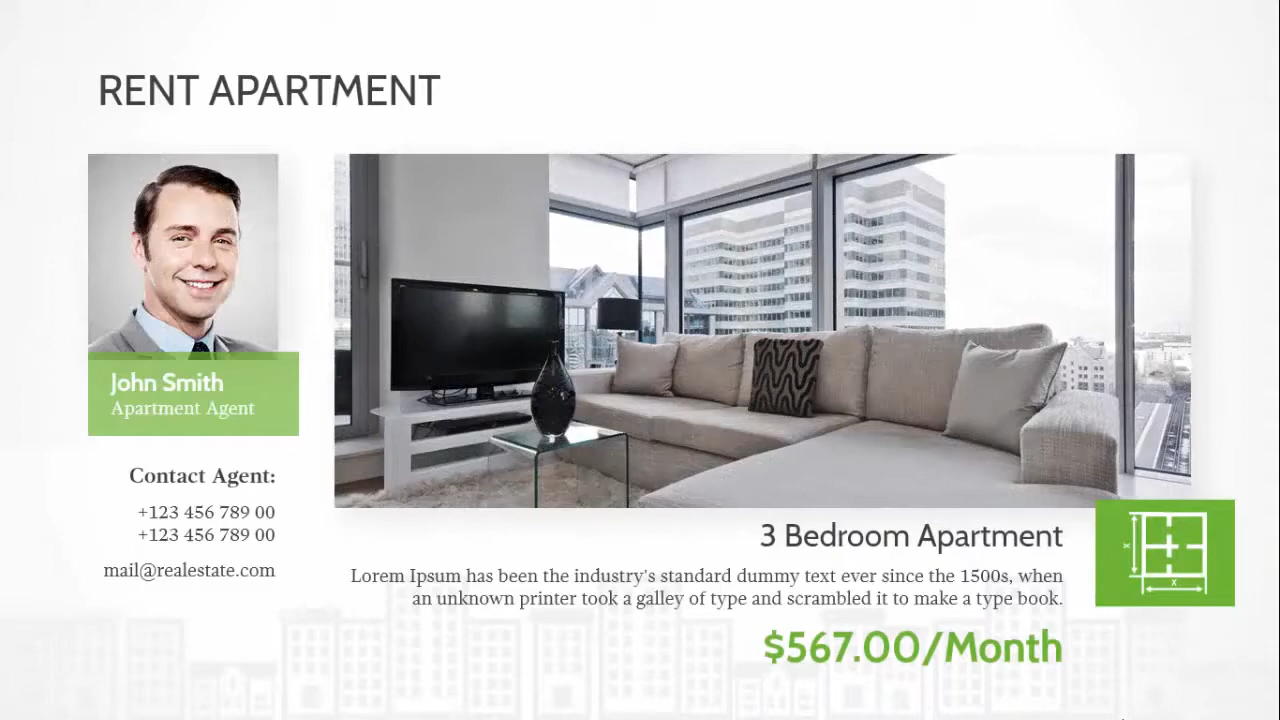 RENT APARTMENT
John Smith
Apartment Agent
Contact Agent:
+123 456 789 00
+123 456 789 00
mail@realestate.com
3 Bedroom Apartment
Lorem Ipsum has been the industry's standard dummy text ever since the 1500s, when
an unknown printer took a galley of type and scrambled it to make a type book.
$567.00/Month
X
X